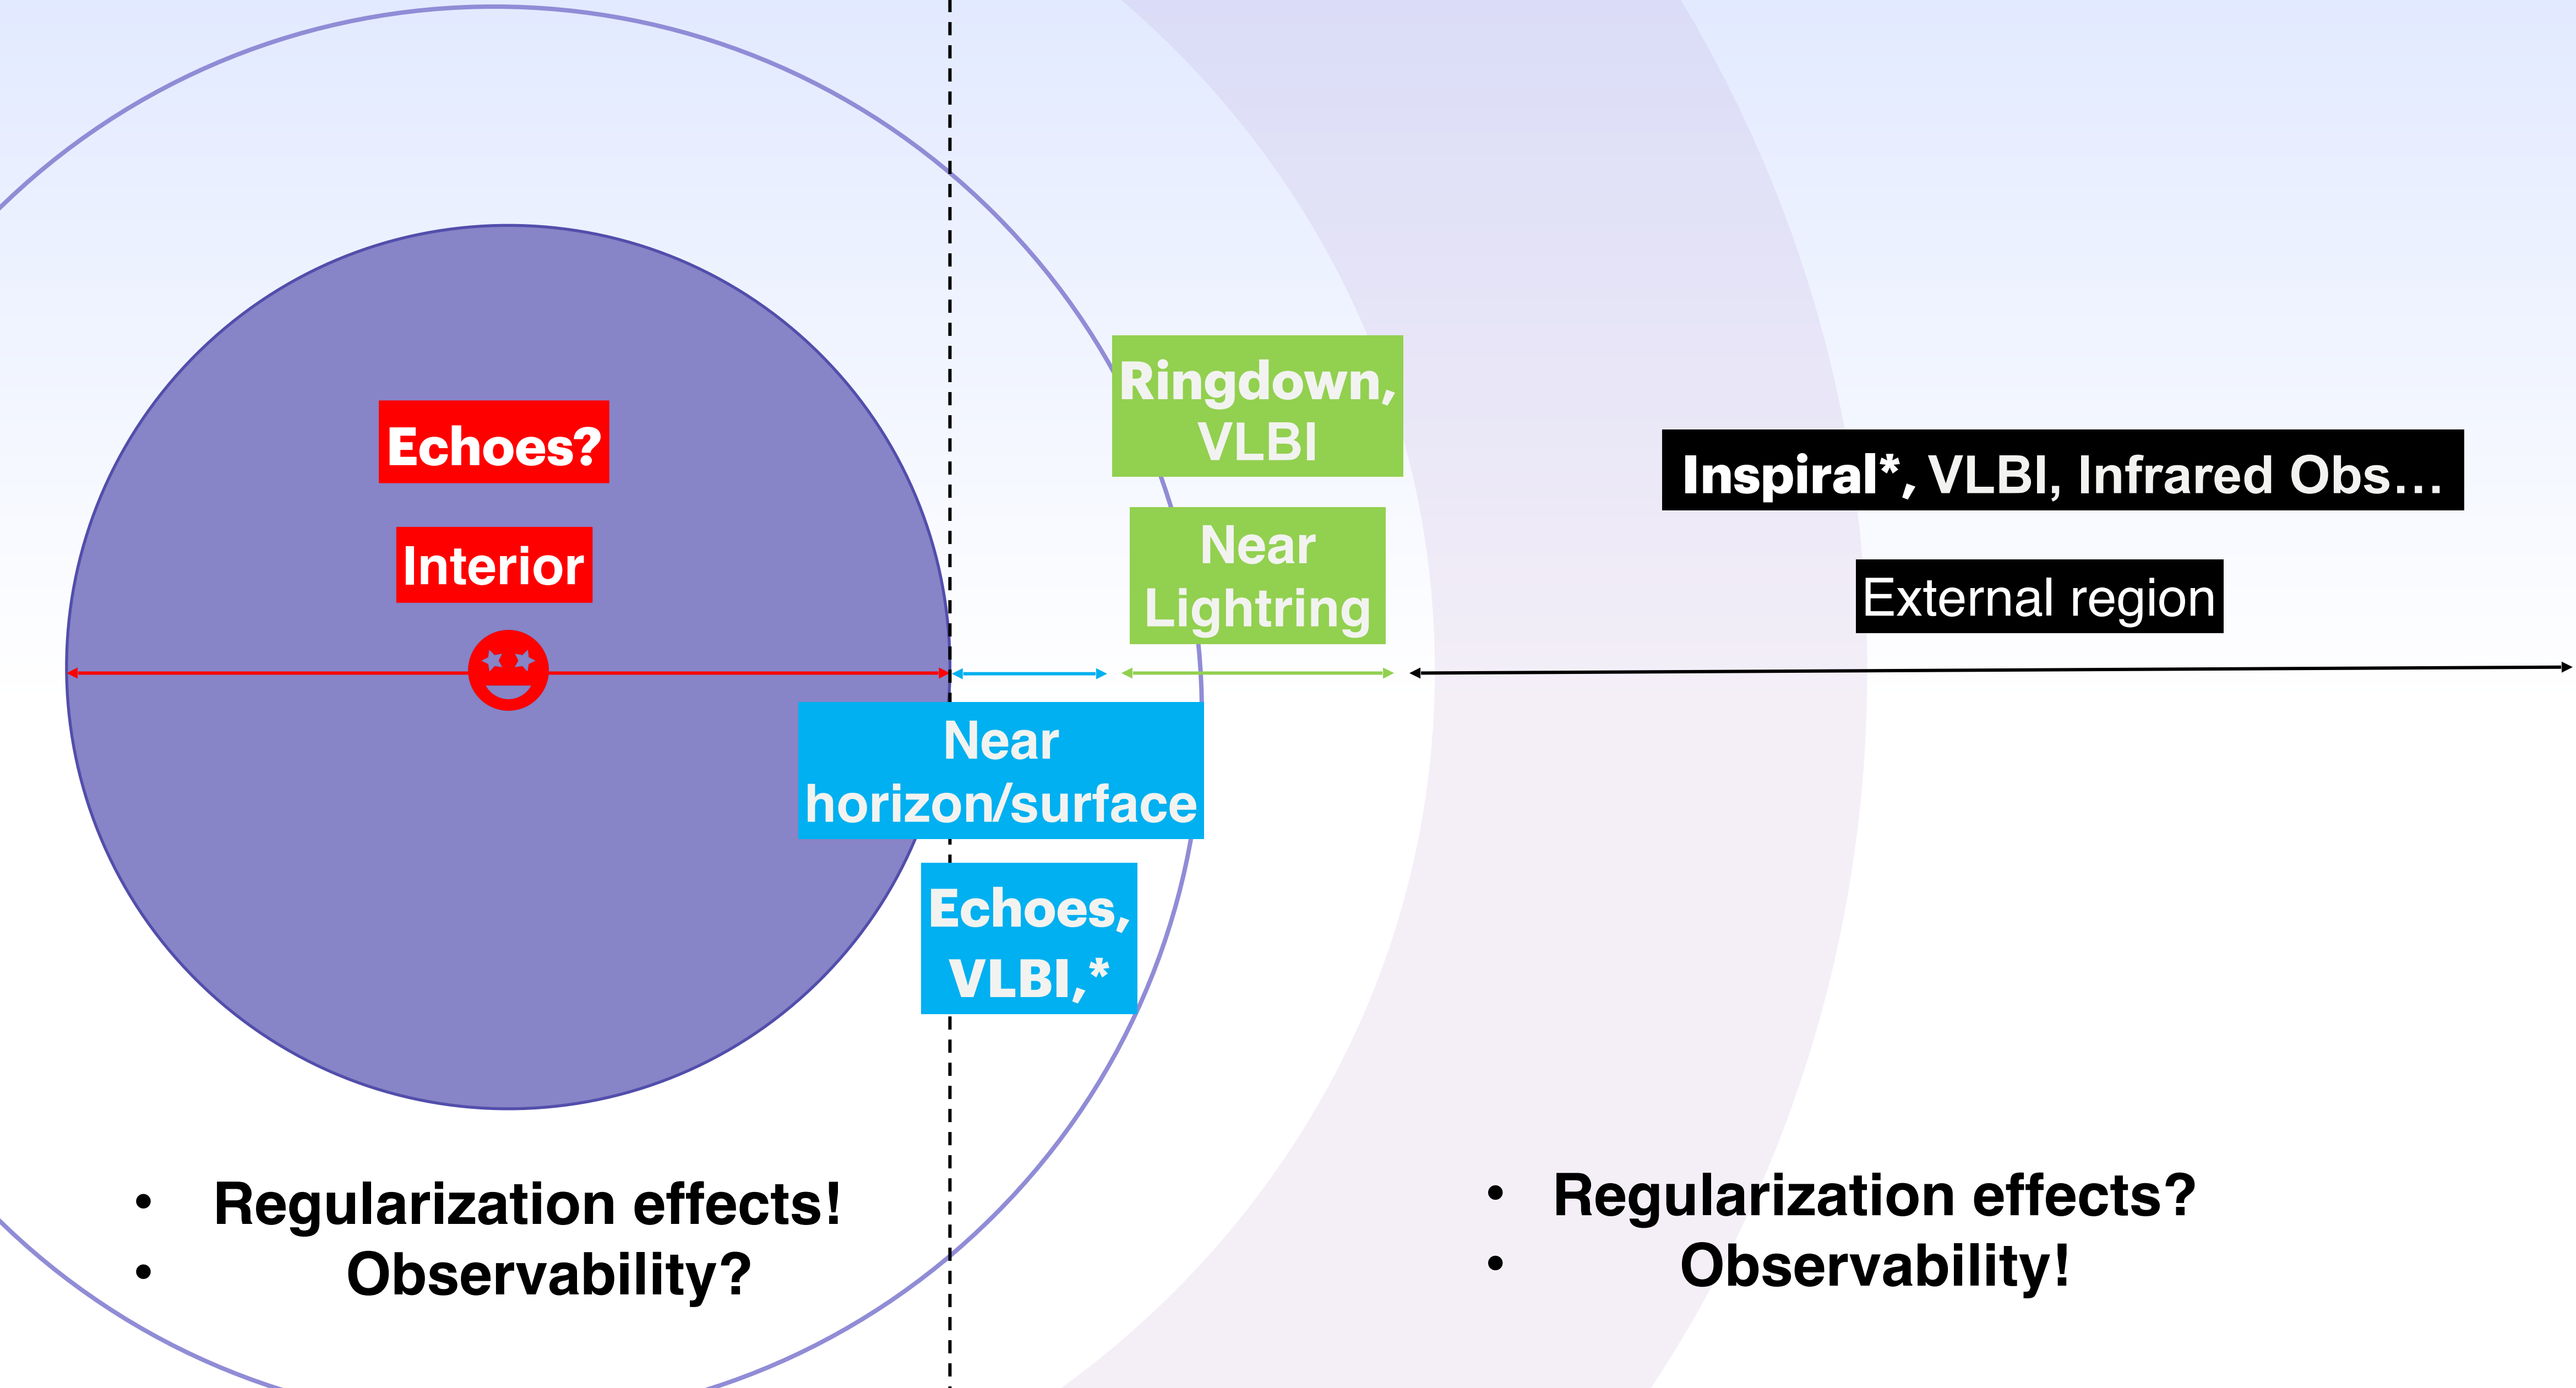 Echoes?
Interior
Ringdown,
VLBI
Near
Lightring
Inspiral*, VLBI, Infrared Obs…
External region
Near
horizon/surface
Echoes,
VLBI,*
• Regularization effects!
• Observability?
• Regularization effects?
• Observability!